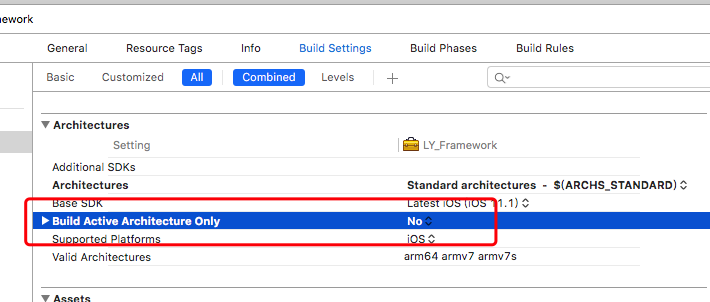 ework
General Resource Tags Info Build Settings Build Phases Build Rules
Basic Customized All Combined Levels +
Architectures
Setting LY_Framework
Additional SDKs
Architectures Standard architectures - $(ARCHS_STANDARD)
Base SDK Latest iOS (iOS 11.1)
Build Active Architecture Only No
Supported Platforms iOS
Valid Architectures arm64 armv7 armv7s
Assets